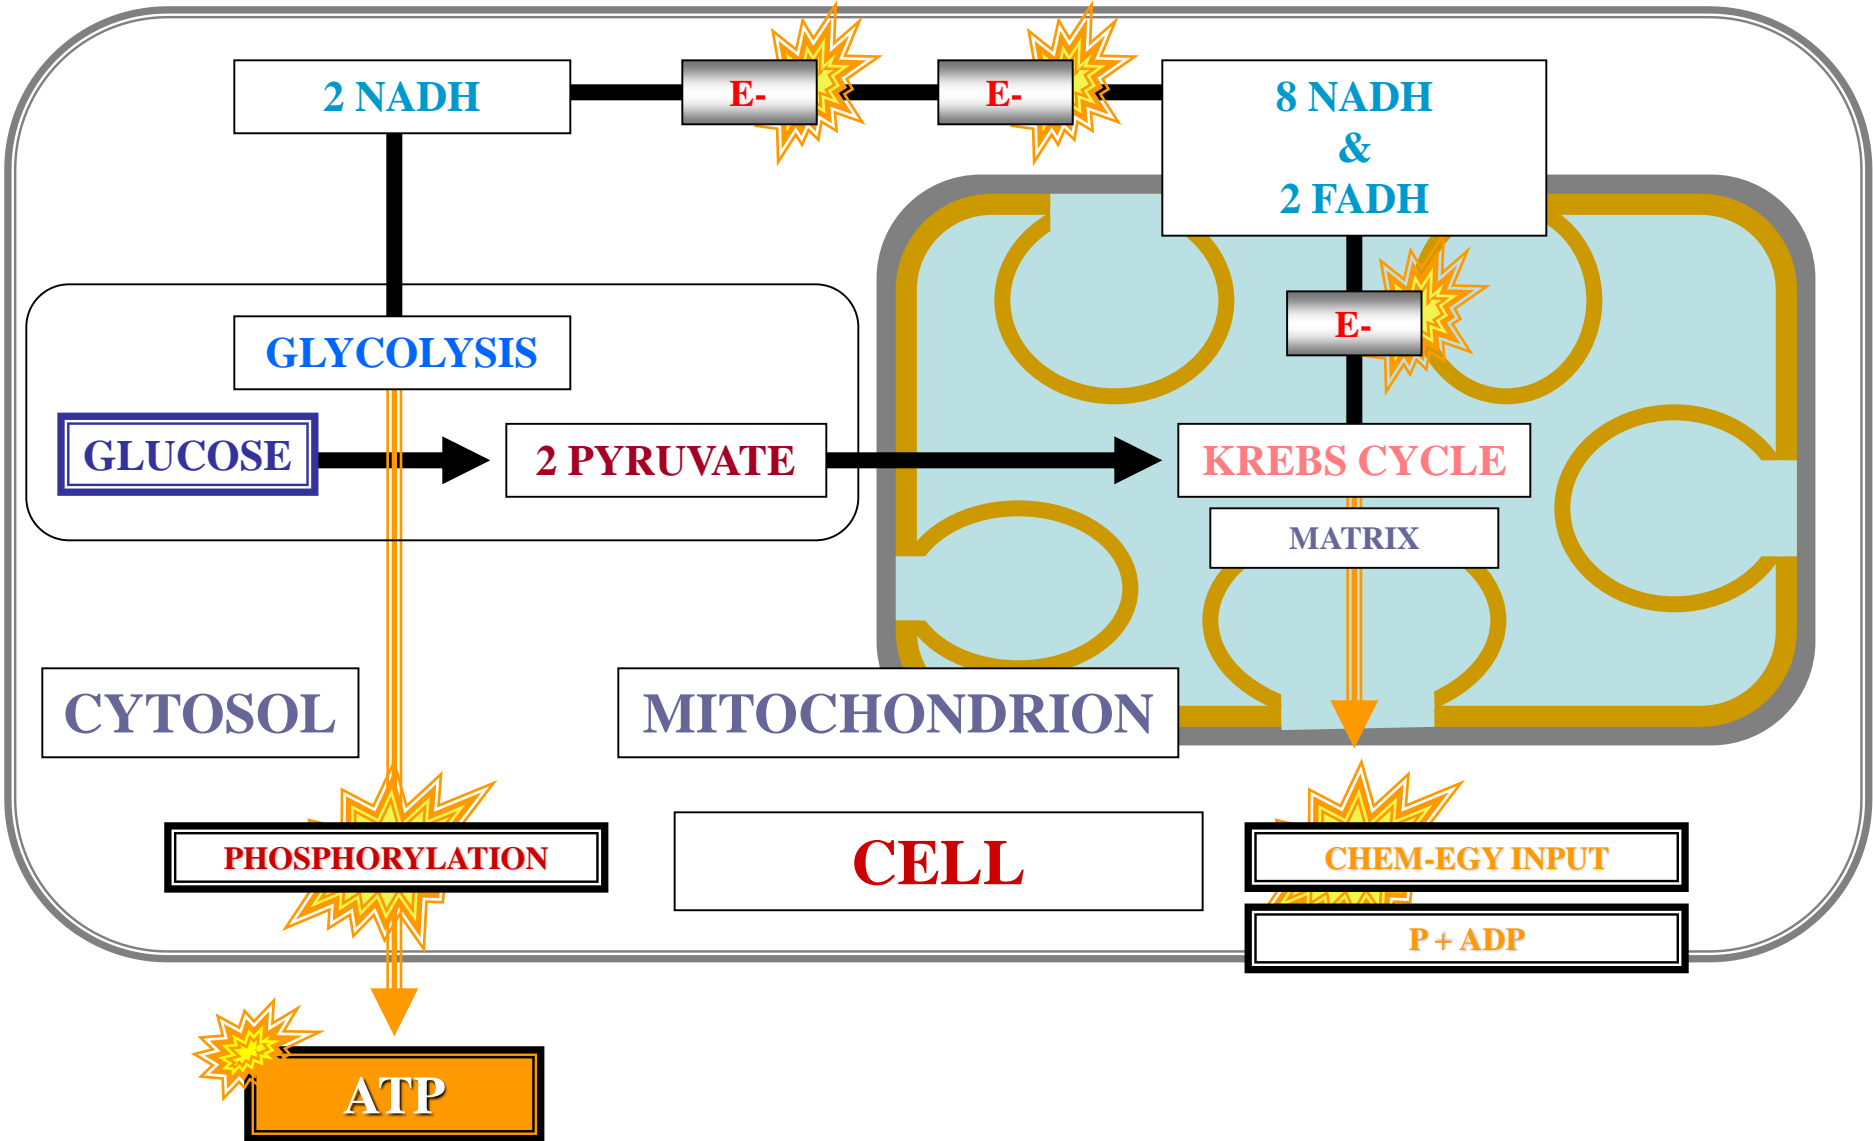 2 NADH
E-
E-
8 NADH
&
2 FADH
E-
GLYCOLYSIS
GLUCOSE
2 PYRUVATE
KREBS CYCLE
MATRIX
CYTOSOL
MITOCHONDRION
PHOSPHORYLATION
CELL
CHEM-EGY INPUT
P + ADP
ATP